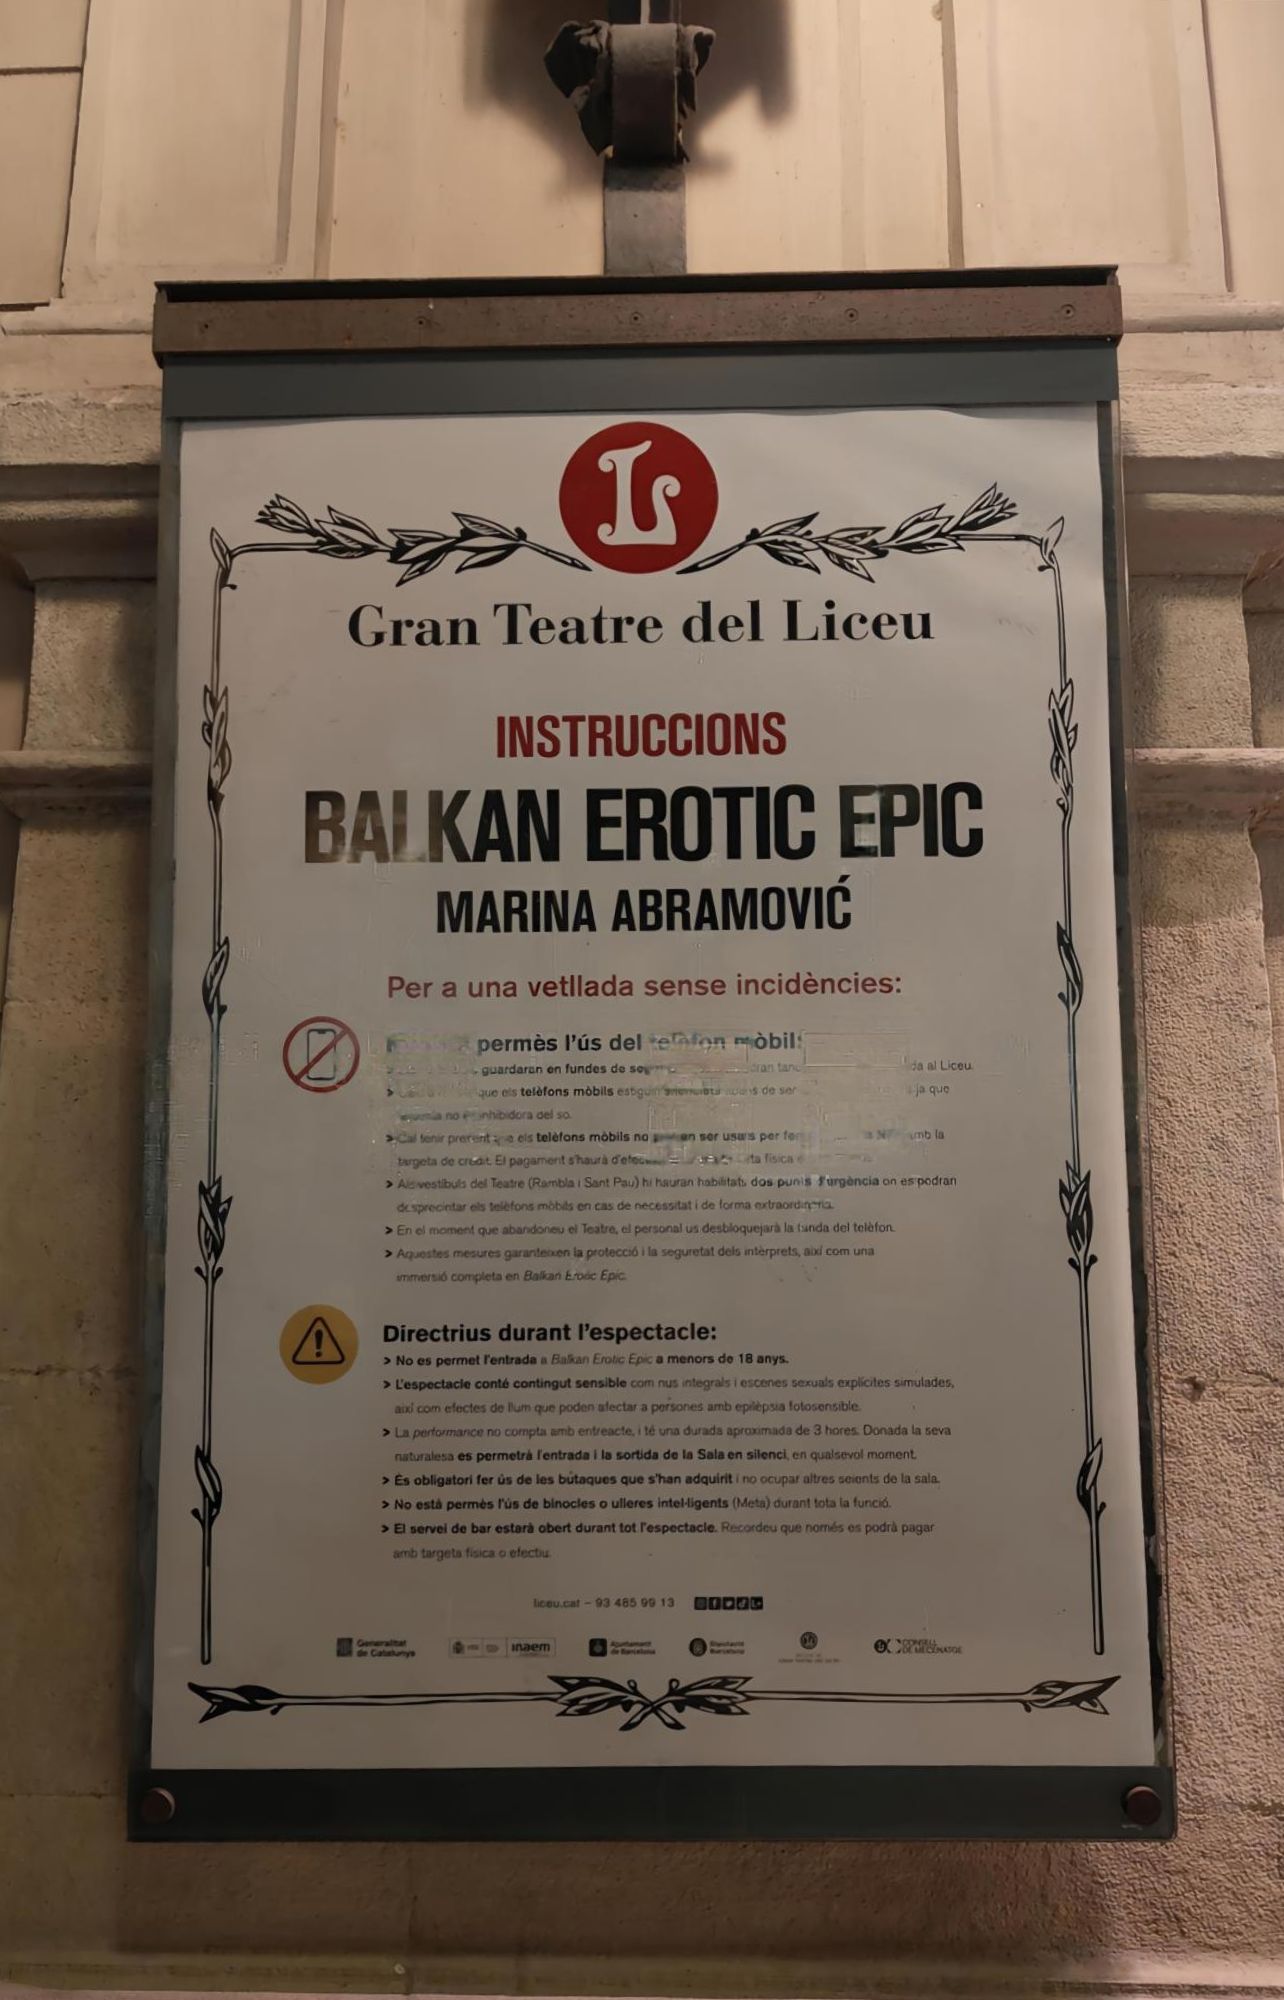 L
Gran Teatre del Liceu
INSTRUCCIONS
BALKAN EROTIC EPIC
MARINA ABRAMOVIĆ
Per a una vetllada sense incidències:
permès l'ús del telèfon mòbil:
guardaran en fundes de al Liceu.
> que els telèfons mòbils de ja que
no inhibidora del so.
> Cal tenir present que els telèfons mòbils no ser usats per amb la
targeta de crèdit. El pagament s'haurà física
> Als vestíbuls del Teatre (Rambla i Sant Pau) hi hauran habilitats dos punts d'urgència on es podran
desprecintar els telèfons mòbils en cas de necessitat i de forma extraordinària.
> En el moment que abandoneu el Teatre, el personal us desbloquejarà la funda del telèfon.
> Aquestes mesures garanteixen la protecció i la seguretat dels intèrprets, així com una
immersió completa en Balkan Erotic Epic.
Directrius durant l'espectacle:
> No es permet l'entrada a Balkan Erotic Epic a menors de 18 anys.
> L'espectacle conté contingut sensible com nus integrals i escenes sexuals explícites simulades,
així com efectes de llum que poden afectar a persones amb epilèpsia fotosensible.
> La performance no compta amb entreacte, i té una durada aproximada de 3 hores. Donada la seva
naturalesa es permetrà l'entrada i la sortida de la Sala en silenci, en qualsevol moment.
> És obligatori fer ús de les butaques que s'han adquirit i no ocupar altres seients de la sala.
> No està permès l'ús de binocles o ulleres intel·ligents (Meta) durant tota la funció.
> El servei de bar estarà obert durant tot l'espectacle. Recordeu que només es podrà pagar
amb targeta física o efectiu.
liceu.cat – 93 485 99 13
Generalitat de Catalunya
inaem
Ajuntament de Barcelona
Diputació Barcelona
CONSELL DE MECENATGE